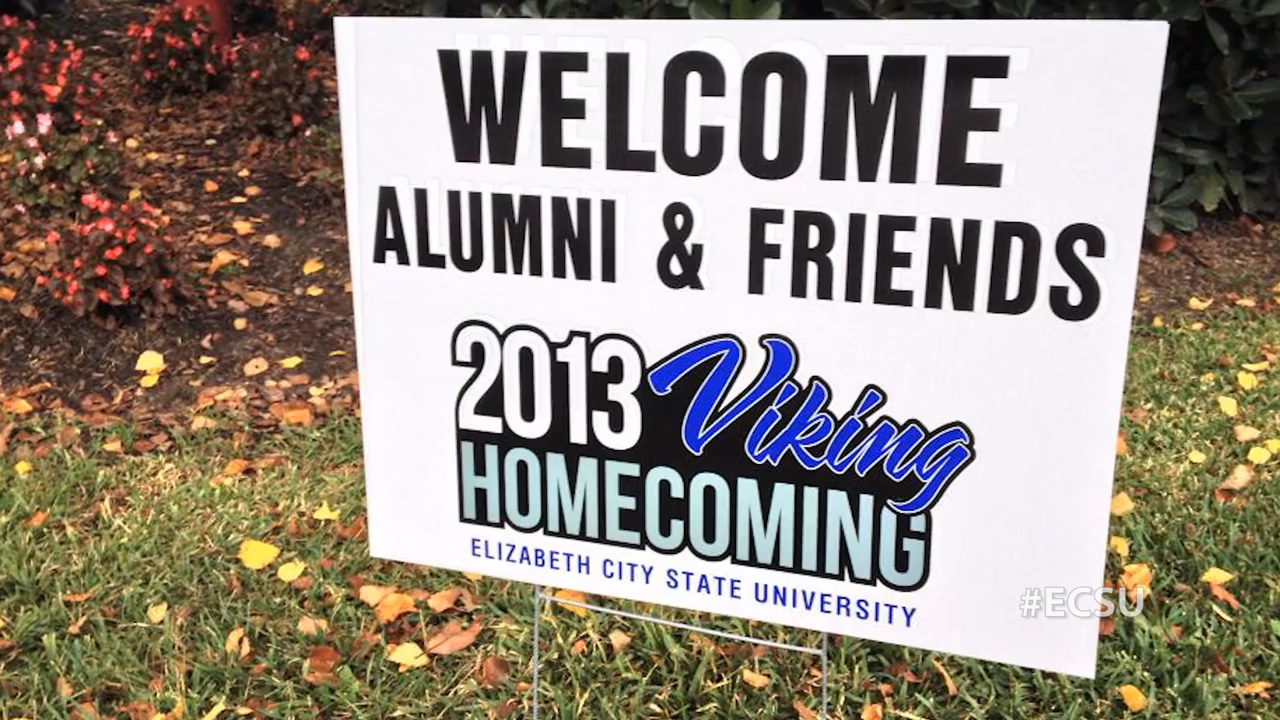 WELCOME
ALUMNI & FRIENDS
2013 Viking
HOMECOMING
ELIZABETH CITY STATE UNIVERSITY
#ECSU